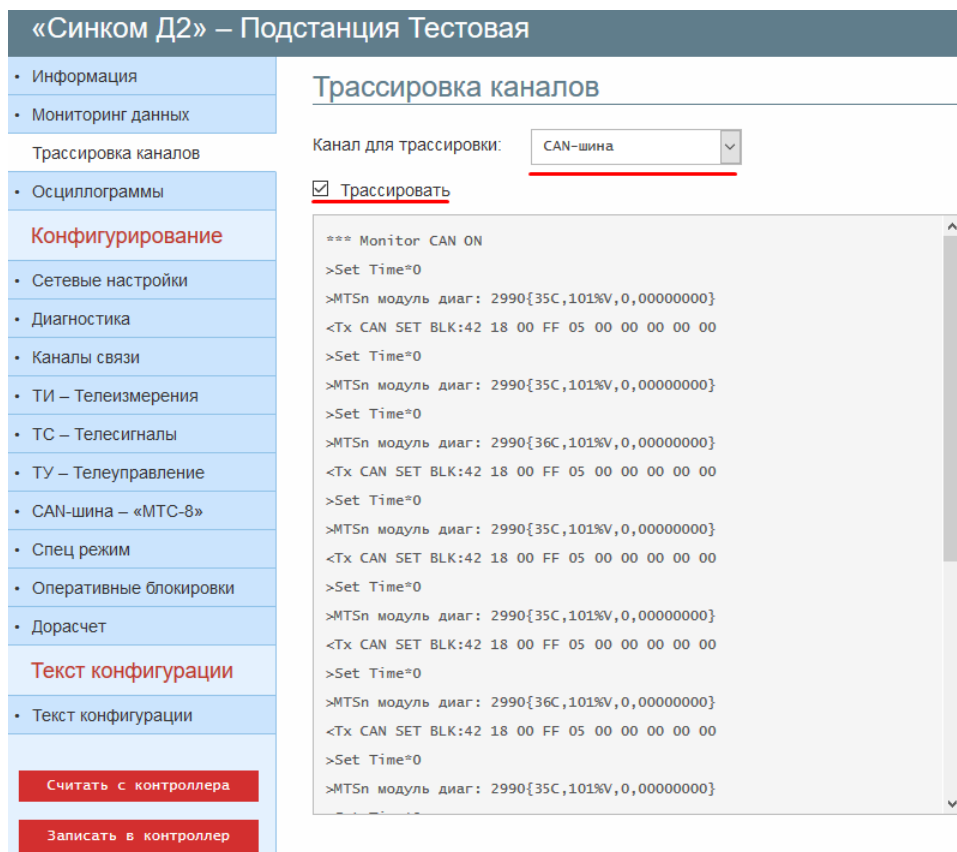 «Синком Д2» – Подстанция Тестовая
Информация
Мониторинг данных
Трассировка каналов
Осциллограммы
Конфигурирование
Сетевые настройки
Диагностика
Каналы связи
ТИ – Телеизмерения
ТС – Телесигналы
ТУ – Телеуправление
CAN-шина – «МТС-8»
Спец режим
Оперативные блокировки
Дорасчет
Текст конфигурации
Текст конфигурации
Считать с контроллера
Записать в контроллер
Трассировка каналов
Канал для трассировки: CAN-шина
Трассировать
*** Monitor CAN ON
>Set Time*0
>MTSn модуль диаг: 2990{35C,101%V,0,00000000}
<Tx CAN SET BLK:42 18 00 FF 05 00 00 00 00 00
>Set Time*0
>MTSn модуль диаг: 2990{35C,101%V,0,00000000}
>Set Time*0
>MTSn модуль диаг: 2990{36C,101%V,0,00000000}
<Tx CAN SET BLK:42 18 00 FF 05 00 00 00 00 00
>Set Time*0
>MTSn модуль диаг: 2990{35C,101%V,0,00000000}
<Tx CAN SET BLK:42 18 00 FF 05 00 00 00 00 00
>Set Time*0
>MTSn модуль диаг: 2990{35C,101%V,0,00000000}
<Tx CAN SET BLK:42 18 00 FF 05 00 00 00 00 00
>Set Time*0
>MTSn модуль диаг: 2990{36C,101%V,0,00000000}
<Tx CAN SET BLK:42 18 00 FF 05 00 00 00 00 00
>Set Time*0
>MTSn модуль диаг: 2990{35C,101%V,0,00000000}